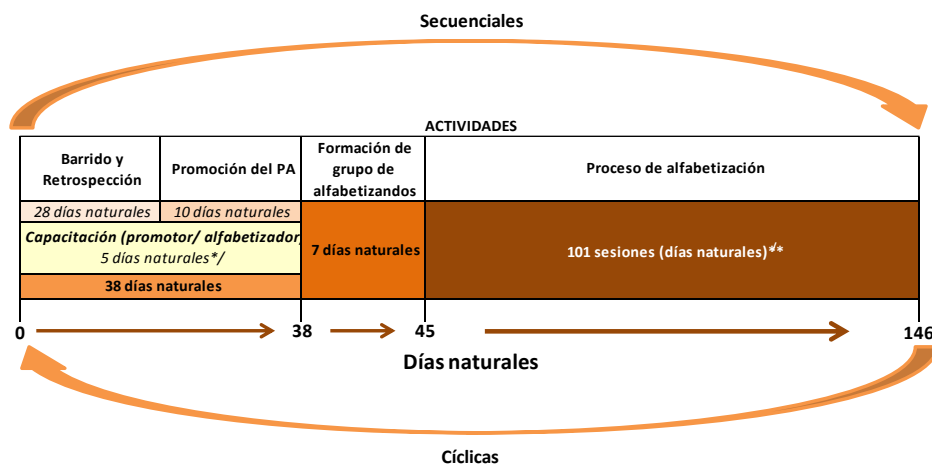 Secuenciales
ACTIVIDADES
Barrido y
Retrospección
Promoción del PA
Formación de
grupo de
alfabetizandos
Proceso de alfabetización
28 días naturales
10 días naturales
Capacitación (promotor/ alfabetizador
5 días naturales*/
38 días naturales
7 días naturales
101 sesiones (días naturales)**/
0
38
45
146
Días naturales
Cíclicas